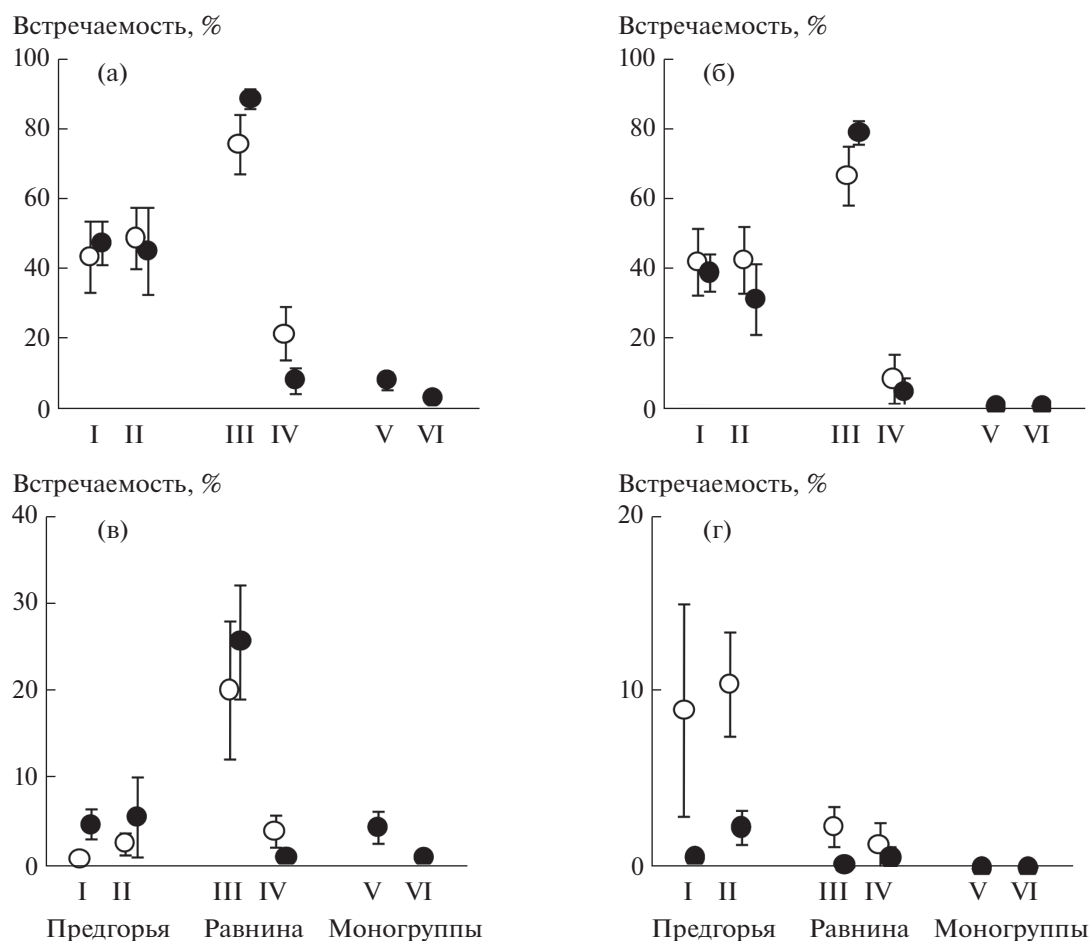 Встречаемость, %
100
(а)
80
60
40
20
0
I II III IV V VI
Встречаемость, %
100
(б)
80
60
40
20
0
I II III IV V VI
Встречаемость, %
40
(в)
30
20
10
0
I II III IV V VI
Предгорья Равнина Моногруппы
Встречаемость, %
20
(г)
10
0
I II III IV V VI
Предгорья Равнина Моногруппы